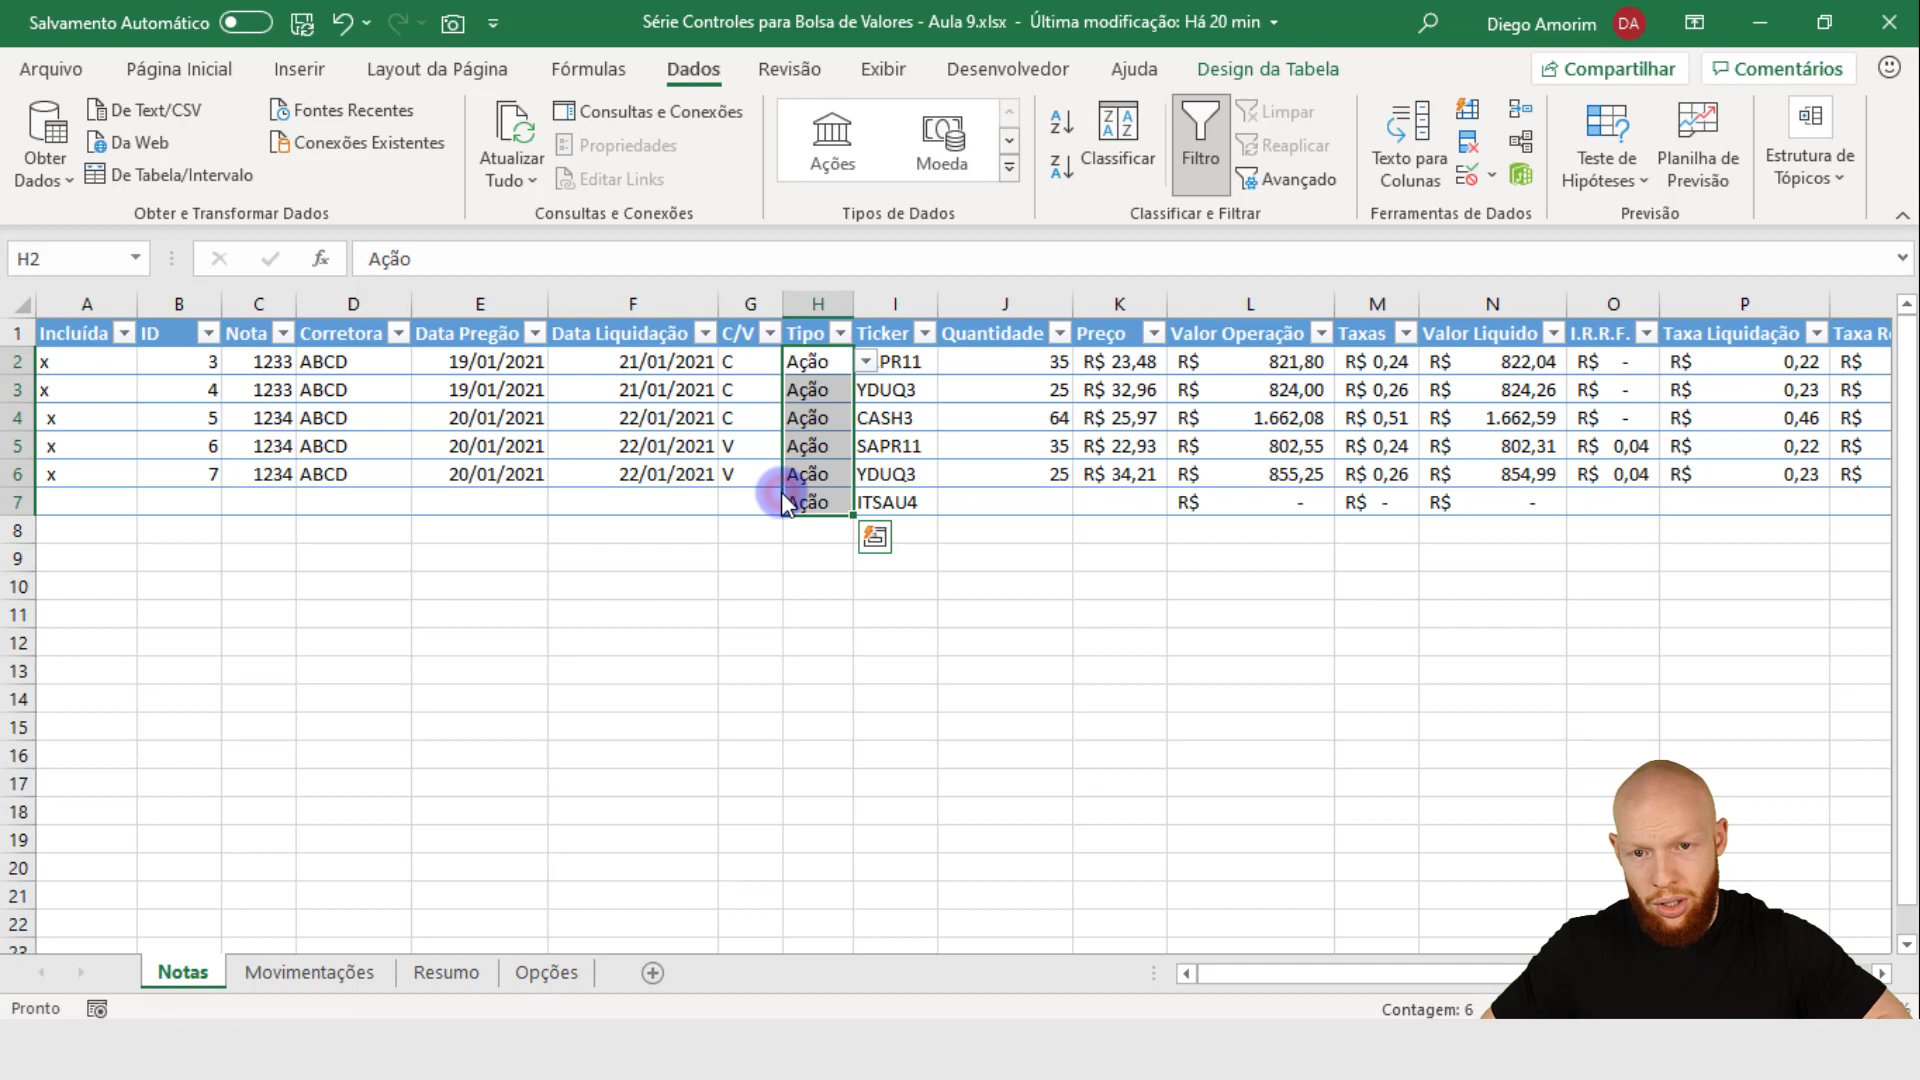 Salvamento Automático
Série Controles para Bolsa de Valores - Aula 9.xlsx - Última modificação: Há 20 min
Diego Amorim DA
Arquivo Página Inicial Inserir Layout da Página Fórmulas Dados Revisão Exibir Desenvolvedor Ajuda Design da Tabela Compartilhar Comentários
Obter Dados
De Text/CSV
Da Web
De Tabela/Intervalo
Fontes Recentes
Conexões Existentes
Obter e Transformar Dados
Atualizar Tudo
Consultas e Conexões
Propriedades
Editar Links
Consultas e Conexões
Ações Moeda
Tipos de Dados
Classificar
Filtro
Limpar
Reaplicar
Avançado
Classificar e Filtrar
Texto para Colunas
Ferramentas de Dados
Teste de Hipóteses
Planilha de Previsão
Previsão
Estrutura de Tópicos
H2 fx Ação
A B C D E F G H I J K L M N O P
1 Incluída ID Nota Corretora Data Pregão Data Liquidação C/V Tipo Ticker Quantidade Preço Valor Operação Taxas Valor Liquido I.R.R.F. Taxa Liquidação
2 x 3 1233 ABCD 19/01/2021 21/01/2021 C Ação PR11 35 R$ 23,48 R$ 821,80 R$ 0,24 R$ 822,04 R$ - R$ 0,22 R$
3 x 4 1233 ABCD 19/01/2021 21/01/2021 C Ação YDUQ3 25 R$ 32,96 R$ 824,00 R$ 0,26 R$ 824,26 R$ - R$ 0,23 R$
4 x 5 1234 ABCD 20/01/2021 22/01/2021 C Ação CASH3 64 R$ 25,97 R$ 1.662,08 R$ 0,51 R$ 1.662,59 R$ - R$ 0,46 R$
5 x 6 1234 ABCD 20/01/2021 22/01/2021 V Ação SAPR11 35 R$ 22,93 R$ 802,55 R$ 0,24 R$ 802,31 R$ 0,04 R$ 0,22 R$
6 x 7 1234 ABCD 20/01/2021 22/01/2021 V Ação YDUQ3 25 R$ 34,21 R$ 855,25 R$ 0,26 R$ 854,99 R$ 0,04 R$ 0,23 R$
7 Ação ITSAU4 R$ - R$ - R$ -
8
9
10
11
12
13
14
15
16
17
18
19
20
21
22
23
Notas Movimentações Resumo Opções
Pronto
Contagem: 6